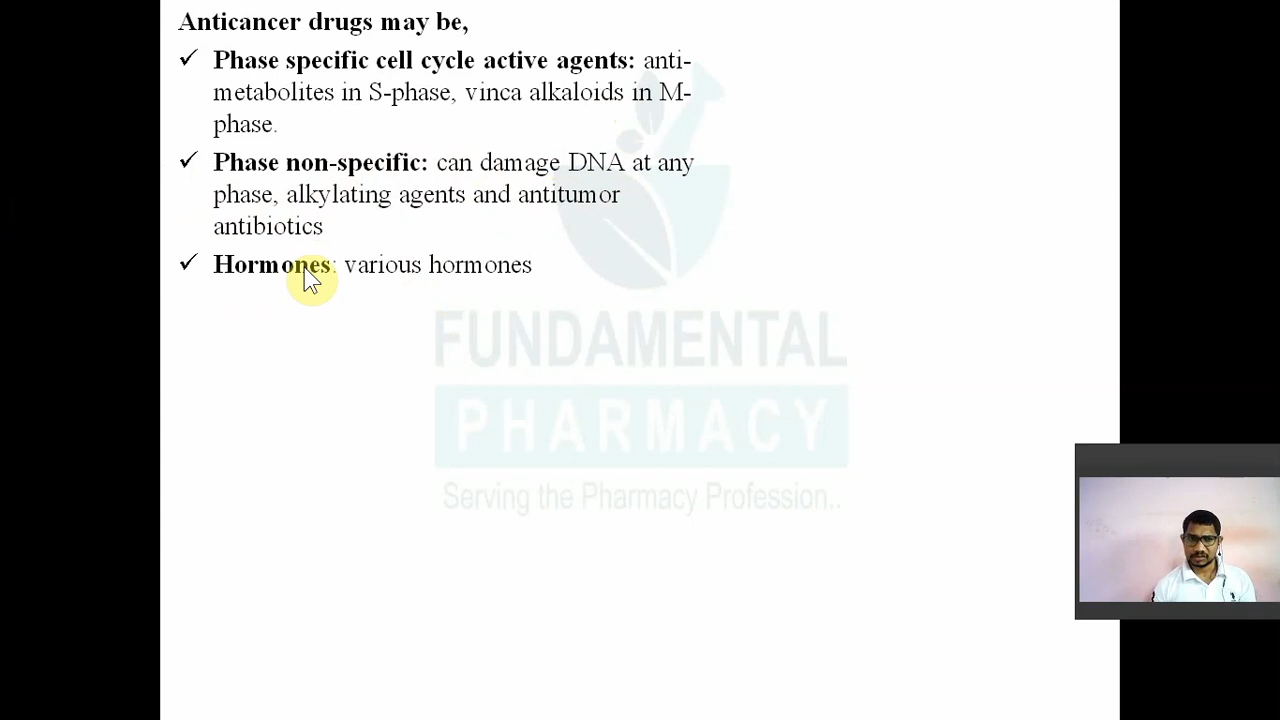 Anticancer drugs may be,
✓ Phase specific cell cycle active agents: anti-
metabolites in S-phase, vinca alkaloids in M-
phase.
✓ Phase non-specific: can damage DNA at any
phase, alkylating agents and antitumor
antibiotics
✓ Hormones: various hormones
FUNDAMENTAL
PHARMACY
Serving the Pharmacy Profession..